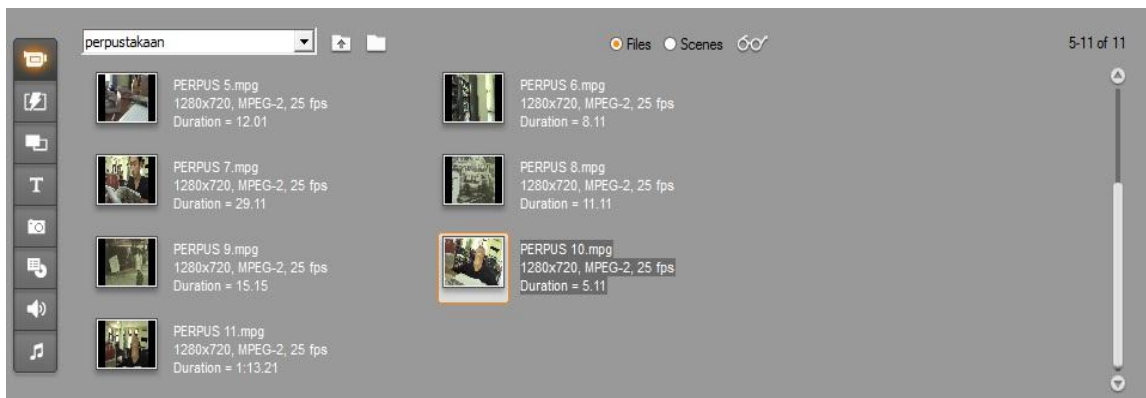 perpustakaan
Files Scenes
5-11 of 11
PERPUS 5.mpg
1280x720, MPEG-2, 25 fps
Duration = 12.01
PERPUS 6.mpg
1280x720, MPEG-2, 25 fps
Duration = 8.11
PERPUS 7.mpg
1280x720, MPEG-2, 25 fps
Duration = 29.11
PERPUS 8.mpg
1280x720, MPEG-2, 25 fps
Duration = 11.11
PERPUS 9.mpg
1280x720, MPEG-2, 25 fps
Duration = 15.15
PERPUS 10.mpg
1280x720, MPEG-2, 25 fps
Duration = 5.11
PERPUS 11.mpg
1280x720, MPEG-2, 25 fps
Duration = 1:13.21
T